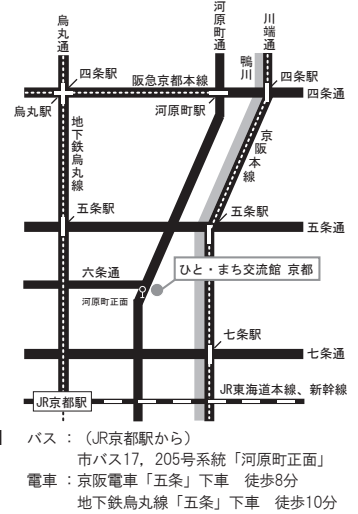 烏丸通
河原町通
川端通
鴨川
四条駅
阪急京都本線
四条駅
四条通
烏丸駅
河原町駅
地下鉄烏丸線
京阪本線
五条駅
五条駅
五条通
六条通
ひと・まち交流館 京都
河原町正面
七条駅
七条通
JR東海道本線、新幹線
JR京都駅
バス:(JR京都駅から)
市バス17,205号系統「河原町正面」
電車:京阪電車「五条」下車 徒歩8分
地下鉄烏丸線「五条」下車 徒歩10分